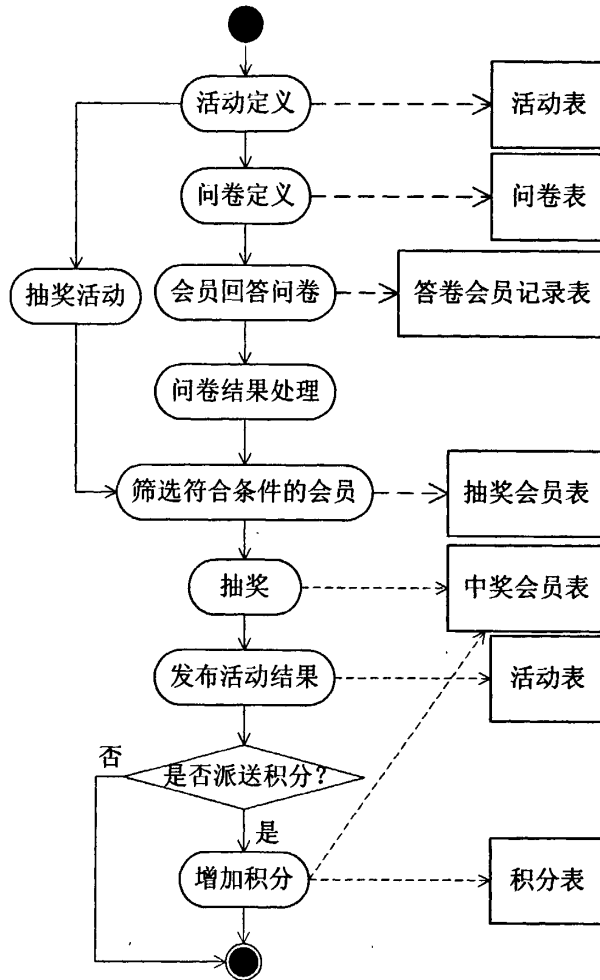 活动定义
活动表
问卷定义
问卷表
抽奖活动
会员回答问卷
答卷会员记录表
问卷结果处理
筛选符合条件的会员
抽奖会员表
抽奖
中奖会员表
发布活动结果
活动表
否
是否派送积分？
是
增加积分
积分表